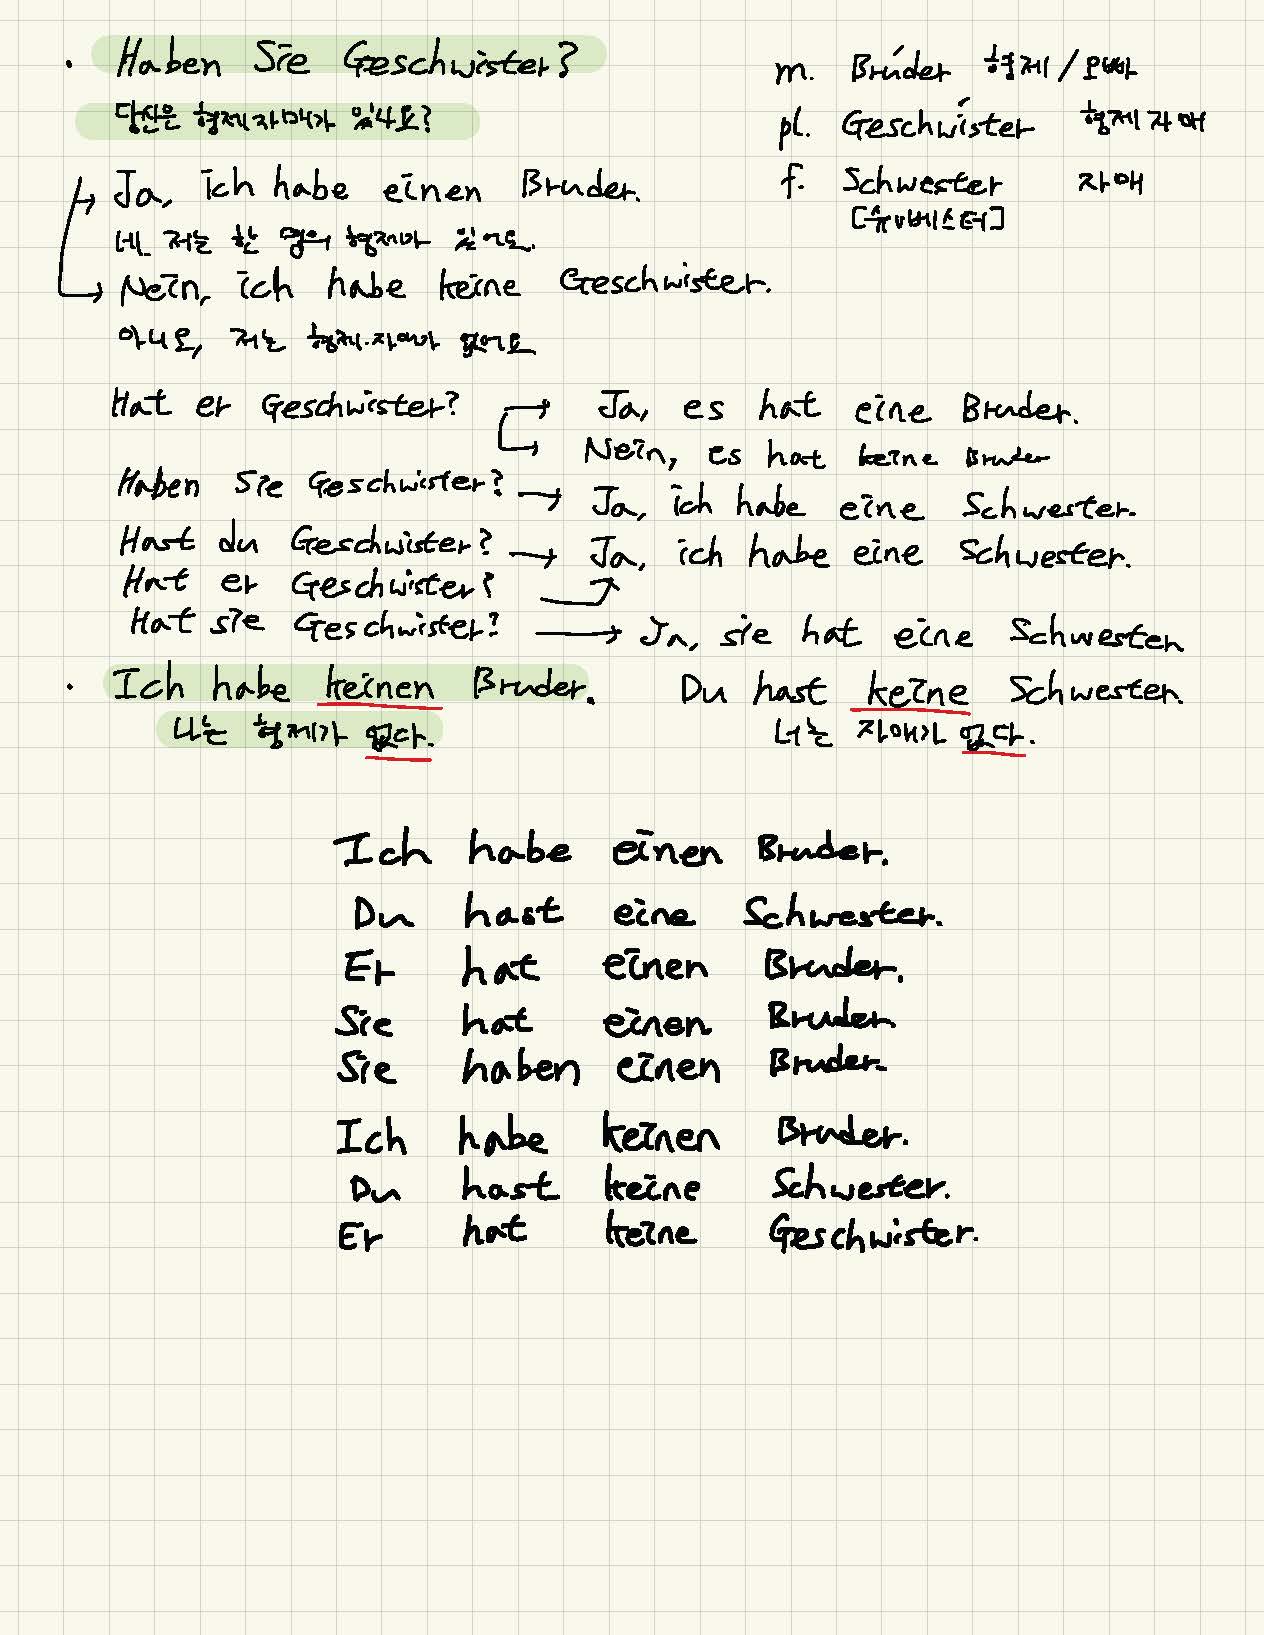 · Haben Sie Geschwister?
당신은 형제자매가 있나요?
m. Brúder 형제/오빠
pl. Geschwíster 형제자매
f. Schwester 자매
[슈v베스터]
Ja, ich habe einen Bruder.
네 저는 한 명의 형제가 있어요.
Nein, ich habe keine Geschwister.
아니오, 저는 형제·자매가 없어요
Hat er Geschwister? → Ja, es hat eine Bruder.
→ Nein, es hat keine Bruder
Haben Sie Geschwister? → Ja, ich habe eine Schwester.
Hast du Geschwister? → Ja, ich habe eine Schwester.
Hat er Geschwister?
Hat sie Geschwister? → Ja, sie hat eine Schwester
· Ich habe keinen Bruder. Du hast keine Schwester.
나는 형제가 없다. 너는 자매가 없다.
Ich habe einen Bruder.
Du hast eine Schwester.
Er hat einen Bruder.
Sie hat einen Bruder
Sie haben einen Bruder.
Ich habe keinen Bruder.
Du hast keine Schwester.
Er hat keine Geschwister.